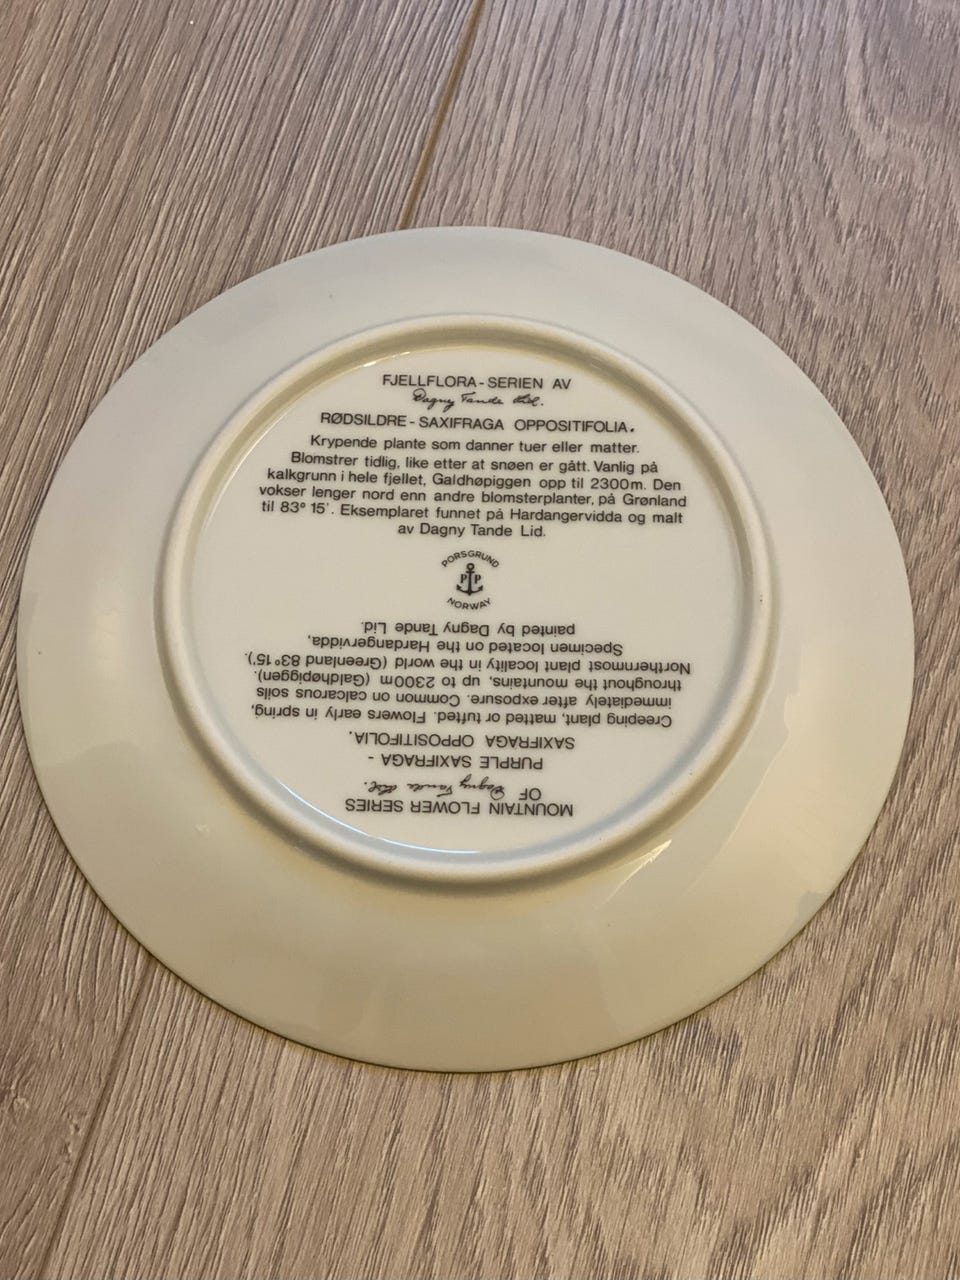 FJELLFLORA-SERIEN AV
Dagny Tande Lid.
RØDSILDRE - SAXIFRAGA OPPOSITIFOLIA.
Krypende plante som danner tuer eller matter.
Blomstrer tidlig, like etter at snøen er gått. Vanlig på
kalkgrunn i hele fjellet, Galdhøpiggen opp til 2300m. Den
vokser lenger nord enn andre blomsterplanter, på Grønland
til 83° 15'. Eksemplaret funnet på Hardangervidda og malt
av Dagny Tande Lid.
PORSGRUND
PP
NORWAY
MOUNTAIN FLOWER SERIES
OF Dagny Tande Lid.
PURPLE SAXIFRAGA -
SAXIFRAGA OPPOSITIFOLIA.
Creeping plant, matted or tufted. Flowers early in spring,
immediately after exposure. Common on calcarous soils
throughout the mountains, up to 2300m (Galdhøpiggen).
Northernmost plant locality in the world (Greenland 83°15').
Specimen located on the Hardangervidda,
painted by Dagny Tande Lid.